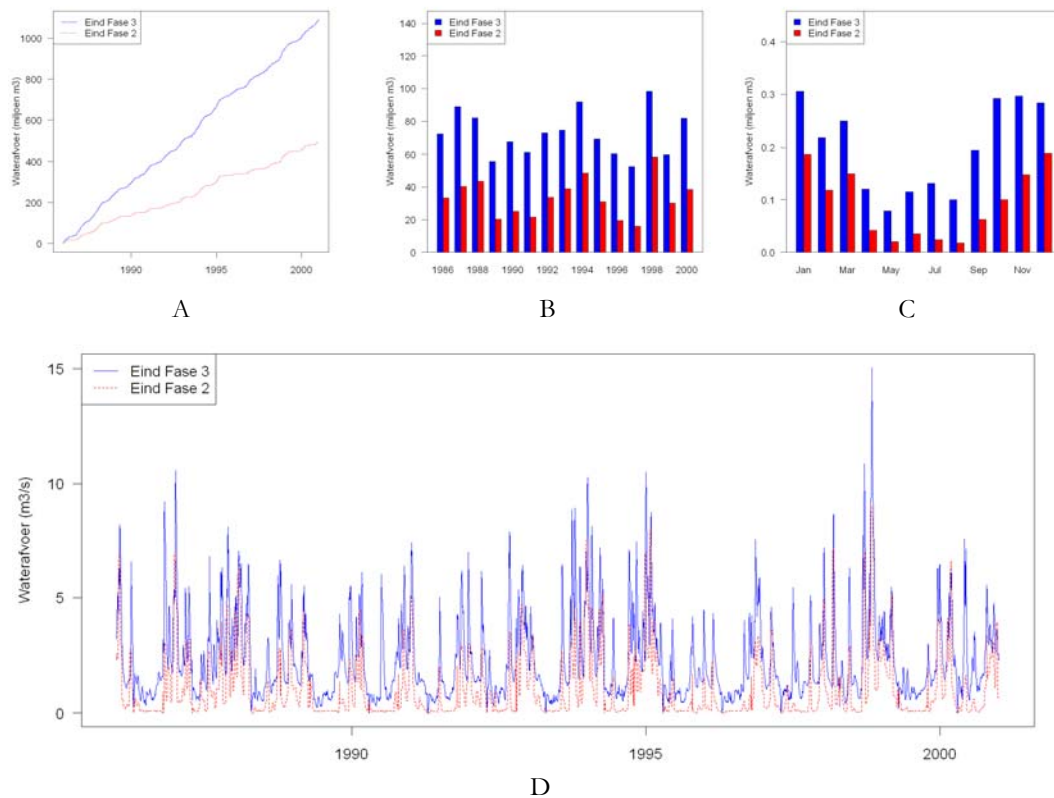 Eind Fase 3
Eind Fase 2
Waterafvoer (miljoen m3)
1000
800
600
400
200
0
1990
1995
2000
A
Eind Fase 3
Eind Fase 2
Waterafvoer (miljoen m3)
140
120
100
80
60
40
20
0
1986
1988
1990
1992
1994
1996
1998
2000
B
Eind Fase 3
Eind Fase 2
Waterafvoer (miljoen m3)
0.4
0.3
0.2
0.1
0.0
Jan
Mar
May
Jul
Sep
Nov
C
Eind Fase 3
Eind Fase 2
Waterafvoer (m3/s)
15
10
5
0
1990
1995
2000
D